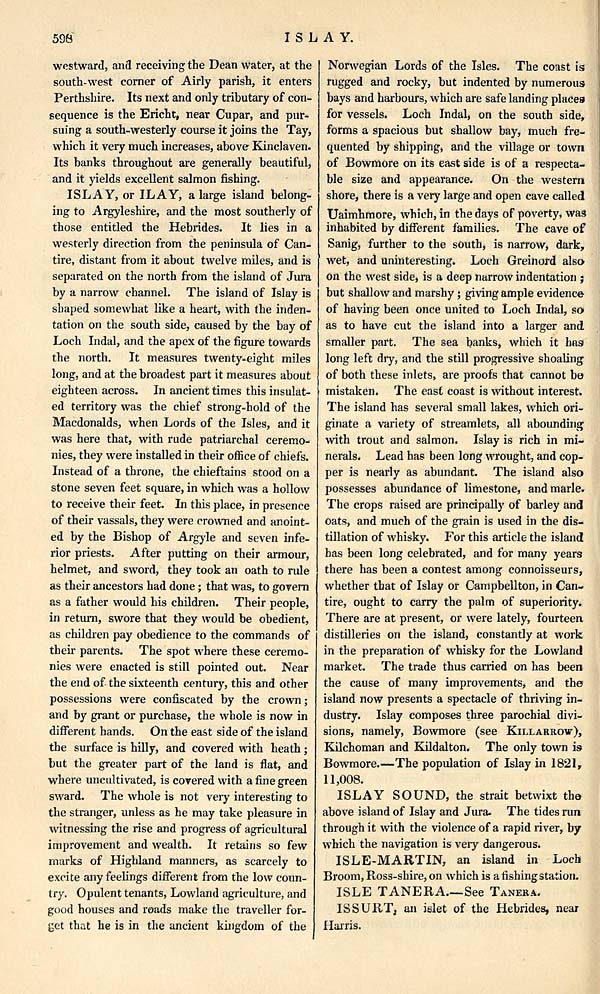 598
ISLAY.
westward, and receiving the Dean water, at the
south-west corner of Airly parish, it enters
Perthshire. Its next and only tributary of con-
sequence is the Ericht, near Cupar, and pur-
suing a south-westerly course it joins the Tay,
which it very much increases, above Kinclaven.
Its banks throughout are generally beautiful,
and it yields excellent salmon fishing.
ISLAY, or ILAY, a large island belong-
ing to Argyleshire, and the most southerly of
those entitled the Hebrides. It lies in a
westerly direction from the peninsula of Can-
tire, distant from it about twelve miles, and is
separated on the north from the island of Jura
by a narrow channel. The island of Islay is
shaped somewhat like a heart, with the inden-
tation on the south side, caused by the bay of
Loch Indal, and the apex of the figure towards
the north. It measures twenty-eight miles
long, and at the broadest part it measures about
eighteen across. In ancient times this insulat-
ed territory was the chief strong-hold of the
Macdonalds, when Lords of the Isles, and it
was here that, with rude patriarchal ceremo-
nies, they were installed in their office of chiefs.
Instead of a throne, the chieftains stood on a
stone seven feet square, in which was a hollow
to receive their feet. In this place, in presence
of their vassals, they were crowned and anoint-
ed by the Bishop of Argyle and seven infe-
rior priests. After putting on their armour,
helmet, and sword, they took an oath to rule
as their ancestors had done; that was, to govern
as a father would his children. Their people,
in return, swore that they would be obedient,
as children pay obedience to the commands of
their parents. The spot where these ceremo-
nies were enacted is still pointed out. Near
the end of the sixteenth century, this and other
possessions were confiscated by the crown;
and by grant or purchase, the whole is now in
different hands. On the east side of the island
the surface is hilly, and covered with heath;
but the greater part of the land is flat, and
where uncultivated, is covered with a fine green
sward. The whole is not very interesting to
the stranger, unless as he may take pleasure in
witnessing the rise and progress of agricultural
improvement and wealth. It retains so few
marks of Highland manners, as scarcely to
excite any feelings different from the low coun-
try. Opulent tenants, Lowland agriculture, and
good houses and roads make the traveller for-
get that he is in the ancient kingdom of the
Norwegian Lords of the Isles. The coast is
rugged and rocky, but indented by numerous
bays and harbours, which are safe landing places
for vessels. Loch Indal, on the south side,
forms a spacious but shallow bay, much fre-
quented by shipping, and the village or town
of Bowmore on its east side is of a respecta-
ble size and appearance. On the western
shore, there is a very large and open cave called
Uaimhmore, which, in the days of poverty, was
inhabited by different families. The cave of
Sanig, further to the south, is narrow, dark,
wet, and uninteresting. Loch Greinord also
on the west side, is a deep narrow indentation;
but shallow and marshy; giving ample evidence
of having been once united to Loch Indal, so
as to have cut the island into a larger and
smaller part. The sea banks, which it has
long left dry, and the still progressive shoaling
of both these inlets, are proofs that cannot be
mistaken. The east coast is without interest.
The island has several small lakes, which ori-
ginate a variety of streamlets, all abounding
with trout and salmon. Islay is rich in mi-
nerals. Lead has been long wrought, and cop-
per is nearly as abundant. The island also
possesses abundance of limestone, and marle.
The crops raised are principally of barley and
oats, and much of the grain is used in the dis-
tillation of whisky. For this article the island
has been long celebrated, and for many years
there has been a contest among connoisseurs,
whether that of Islay or Campbellton, in Can-
tire, ought to carry the palm of superiority.
There are at present, or were lately, fourteen
distilleries on the island, constantly at work
in the preparation of whisky for the Lowland
market. The trade thus carried on has been
the cause of many improvements, and the
island now presents a spectacle of thriving in-
dustry. Islay composes three parochial divi-
sions, namely, Bowmore (see KILLARROW),
Kilchoman and Kildalton. The only town is
Bowmore.—The population of Islay in 1821,
11,008.
ISLAY SOUND, the strait betwixt the
above island of Islay and Jura. The tides run
through it with the violence of a rapid river, by
which the navigation is very dangerous.
ISLE-MARTIN, an island in Loch
Broom, Ross-shire, on which is a fishing station.
ISLE TANERA.—See TANERA.
ISSURT, an islet of the Hebrides, near
Harris.